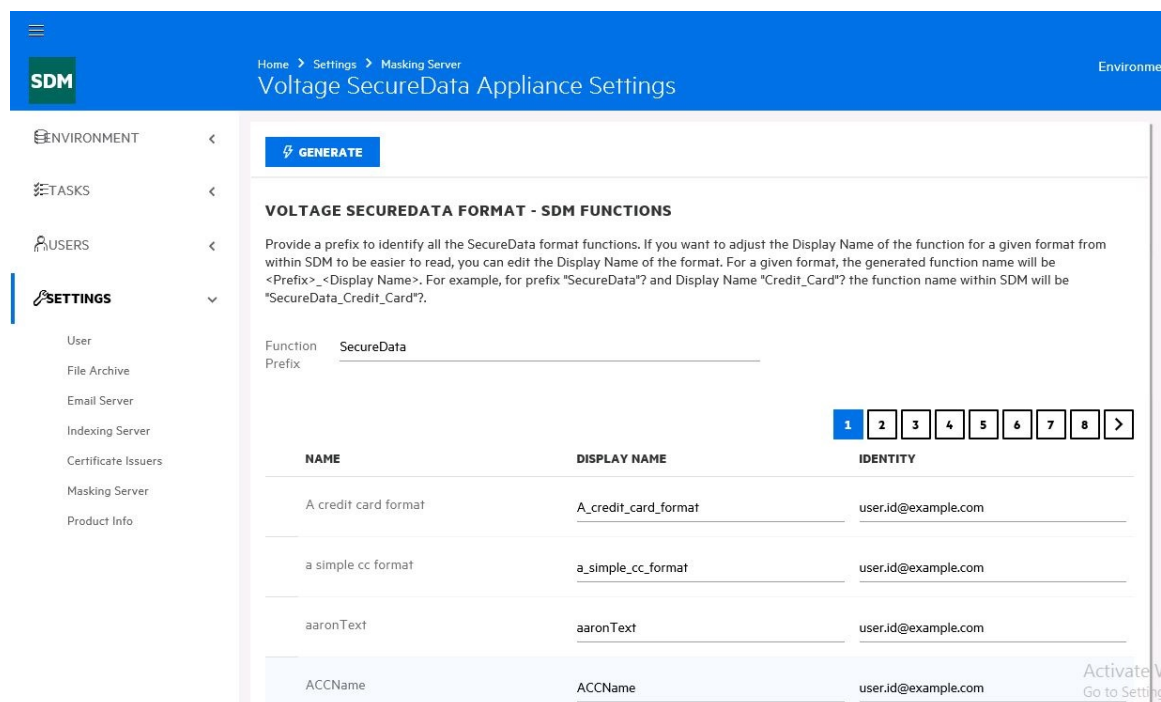 Home > Settings > Masking Server
SDM
Voltage SecureData Appliance Settings
Environme
ENVIRONMENT
TASKS
USERS
SETTINGS
User
File Archive
Email Server
Indexing Server
Certificate Issuers
Masking Server
Product Info
GENERATE
VOLTAGE SECUREDATA FORMAT - SDM FUNCTIONS
Provide a prefix to identify all the SecureData format functions. If you want to adjust the Display Name of the function for a given format from
within SDM to be easier to read, you can edit the Display Name of the format. For a given format, the generated function name will be
<Prefix>_<Display Name>. For example, for prefix "SecureData"? and Display Name "Credit_Card"? the function name within SDM will be
"SecureData_Credit_Card"?.
Function Prefix
SecureData
1 2 3 4 5 6 7 8 >
NAME DISPLAY NAME IDENTITY
A credit card format A_credit_card_format user.id@example.com
a simple cc format a_simple_cc_format user.id@example.com
aaronText aaronText user.id@example.com
ACCName ACCName user.id@example.com
Activate
Go to Setting